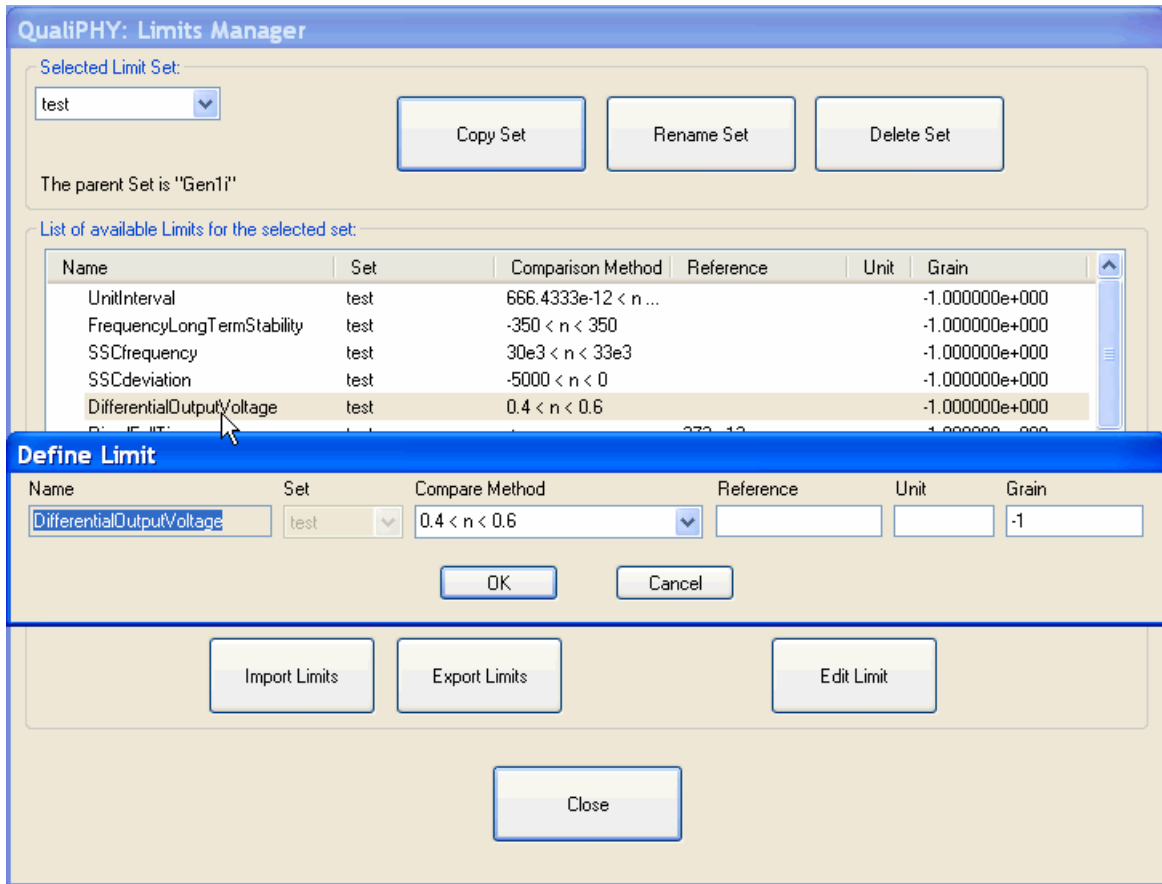 QualiPHY: Limits Manager
Selected Limit Set:
test
Copy Set Rename Set Delete Set
The parent Set is "Gen1i"
List of available Limits for the selected set:
Name Set Comparison Method Reference Unit Grain
UnitInterval test 666.4333e-12 < n ... -1.000000e+000
FrequencyLongTermStability test -350 < n < 350 -1.000000e+000
SSCfrequency test 30e3 < n < 33e3 -1.000000e+000
SSCdeviation test -5000 < n < 0 -1.000000e+000
DifferentialOutputVoltage test 0.4 < n < 0.6 -1.000000e+000
Define Limit
Name Set Compare Method Reference Unit Grain
DifferentialOutputVoltage test 0.4 < n < 0.6 -1
OK Cancel
Import Limits Export Limits Edit Limit
Close